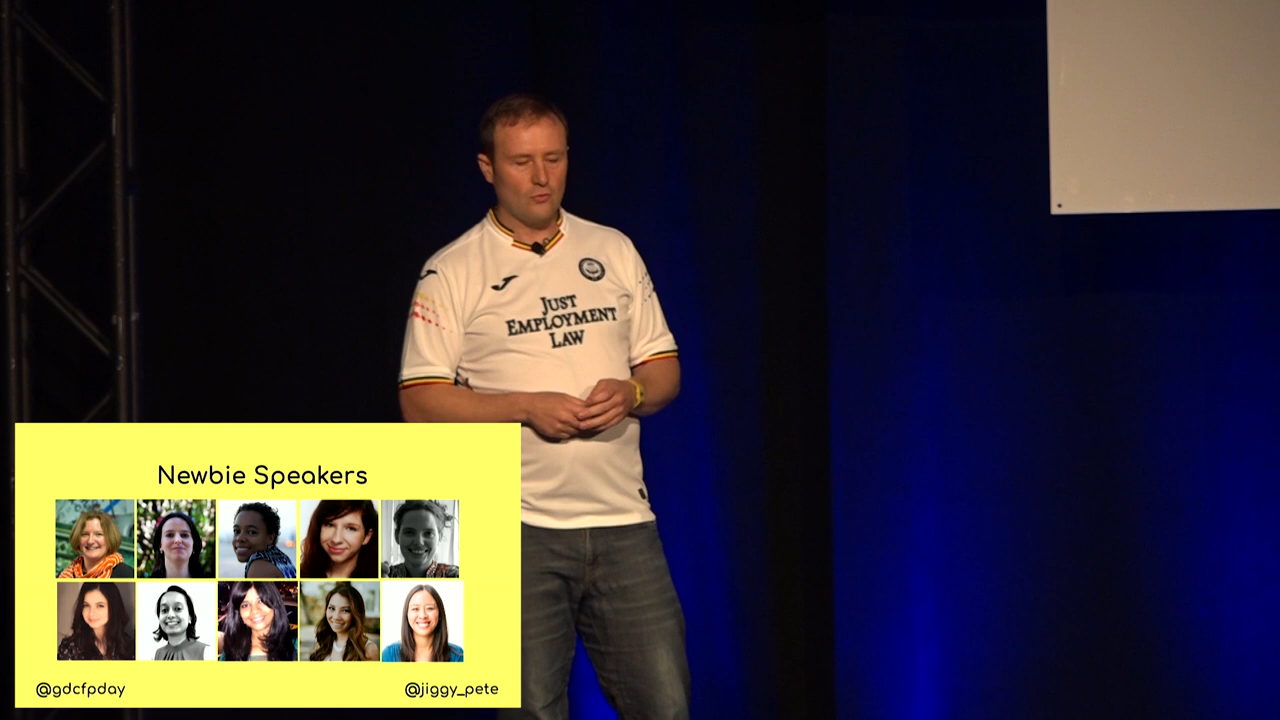 JUST
EMPLOYMENT
LAW
Newbie Speakers
@gdcfpday
@jiggy_pete